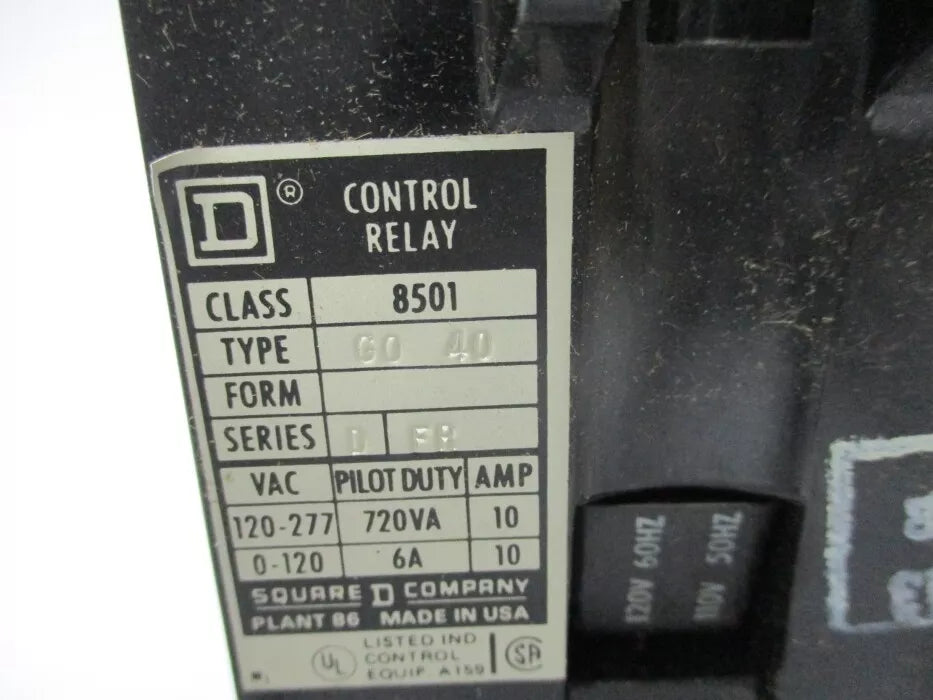 D ®
CONTROL
RELAY
CLASS 8501
TYPE GO 40
FORM
SERIES D
VAC PILOT DUTY AMP
120-277 720VA 10
0-120 6A 10
SQUARE D COMPANY
PLANT 86 MADE IN USA
UL LISTED IND
CONTROL
EQUIP. A159
SA
120V 60HZ
110V 50HZ